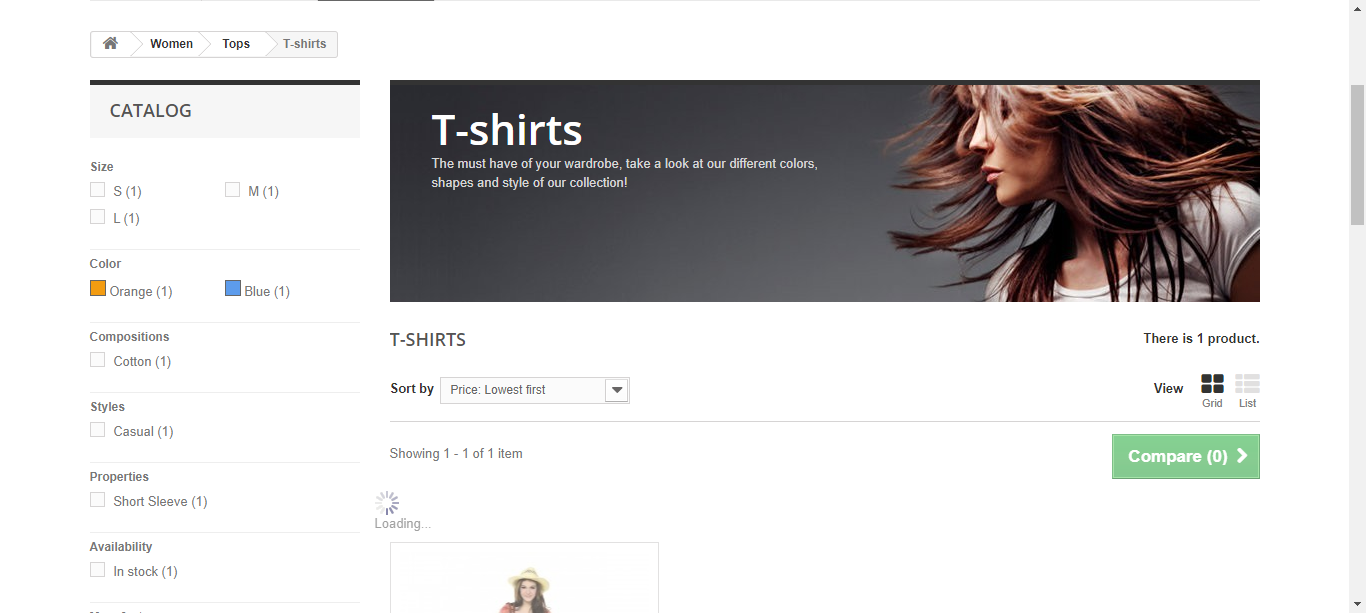 Women Tops T-shirts
CATALOG
Size
S (1) M (1)
L (1)
Color
Orange (1) Blue (1)
Compositions
Cotton (1)
Styles
Casual (1)
Properties
Short Sleeve (1)
Availability
In stock (1)
T-shirts
The must have of your wardrobe, take a look at our different colors,
shapes and style of our collection!
T-SHIRTS There is 1 product.
Sort by Price: Lowest first View Grid List
Showing 1 - 1 of 1 item Compare (0)
Loading...